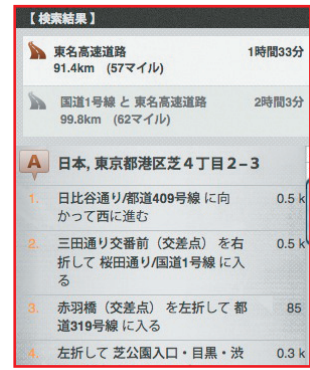 【 検索結果 】
東名高速道路 1時間33分
91.4km (57マイル)
国道1号線 と 東名高速道路 2時間3分
99.8km (62マイル)
A 日本, 東京都港区芝4丁目2−3
1. 日比谷通り/都道409号線 に向 0.5 k
かって西に進む
2. 三田通り交番前（交差点） を右 0.5 k
折して 桜田通り/国道1号線 に入
る
3. 赤羽橋（交差点） を左折して 都 85
道319号線 に入る
4. 左折して 芝公園入口・目黒・渋 0.3 k